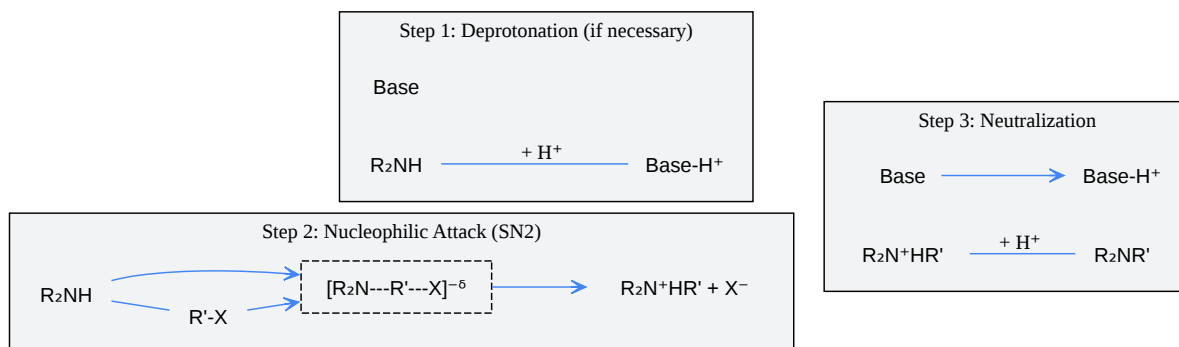 Step 1: Deprotonation (if necessary)
Base
R₂NH + H⁺ Base-H⁺
Step 2: Nucleophilic Attack (SN2)
R₂NH [R₂N---R'---X]⁻ᵟ R₂N⁺HR' + X⁻
R'-X
Step 3: Neutralization
Base Base-H⁺
R₂N⁺HR' + H⁺ R₂NR'